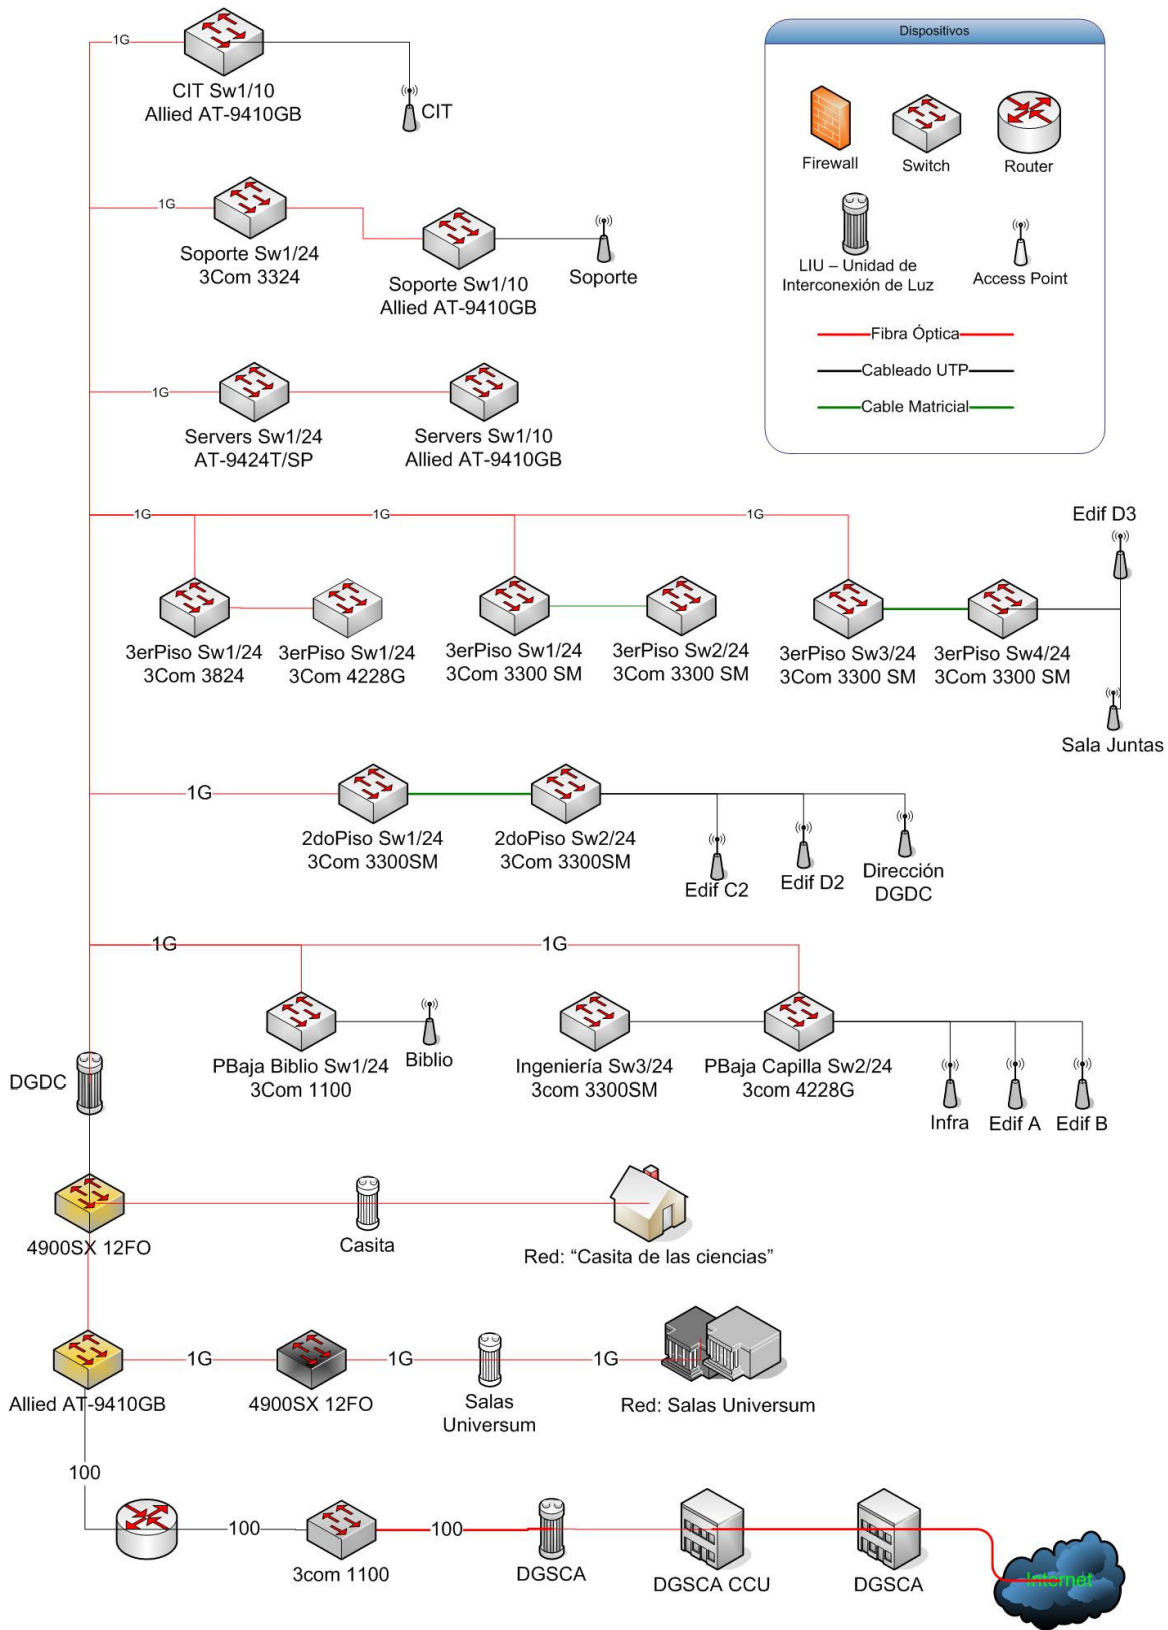 Dispositivos
Firewall
Switch
Router
LIU – Unidad de
Interconexión de Luz
Access Point
Fibra Óptica
Cableado UTP
Cable Matricial
1G
CIT Sw1/10
Allied AT-9410GB
CIT
1G
Soporte Sw1/24
3Com 3324
Soporte Sw1/10
Allied AT-9410GB
Soporte
1G
Servers Sw1/24
AT-9424T/SP
Servers Sw1/10
Allied AT-9410GB
1G
1G
1G
Edif D3
3erPiso Sw1/24
3Com 3824
3erPiso Sw1/24
3Com 4228G
3erPiso Sw1/24
3Com 3300 SM
3erPiso Sw2/24
3Com 3300 SM
3erPiso Sw3/24
3Com 3300 SM
3erPiso Sw4/24
3Com 3300 SM
Sala Juntas
1G
2doPiso Sw1/24
3Com 3300SM
2doPiso Sw2/24
3Com 3300SM
Edif C2
Edif D2
Dirección
DGDC
1G
1G
PBaja Biblio Sw1/24
3Com 1100
Biblio
Ingeniería Sw3/24
3com 3300SM
PBaja Capilla Sw2/24
3com 4228G
Infra
Edif A
Edif B
DGDC
4900SX 12FO
Casita
Red: “Casita de las ciencias”
Allied AT-9410GB
1G
4900SX 12FO
1G
Salas
Universum
1G
Red: Salas Universum
100
100
3com 1100
100
DGSCA
DGSCA CCU
DGSCA
Internet